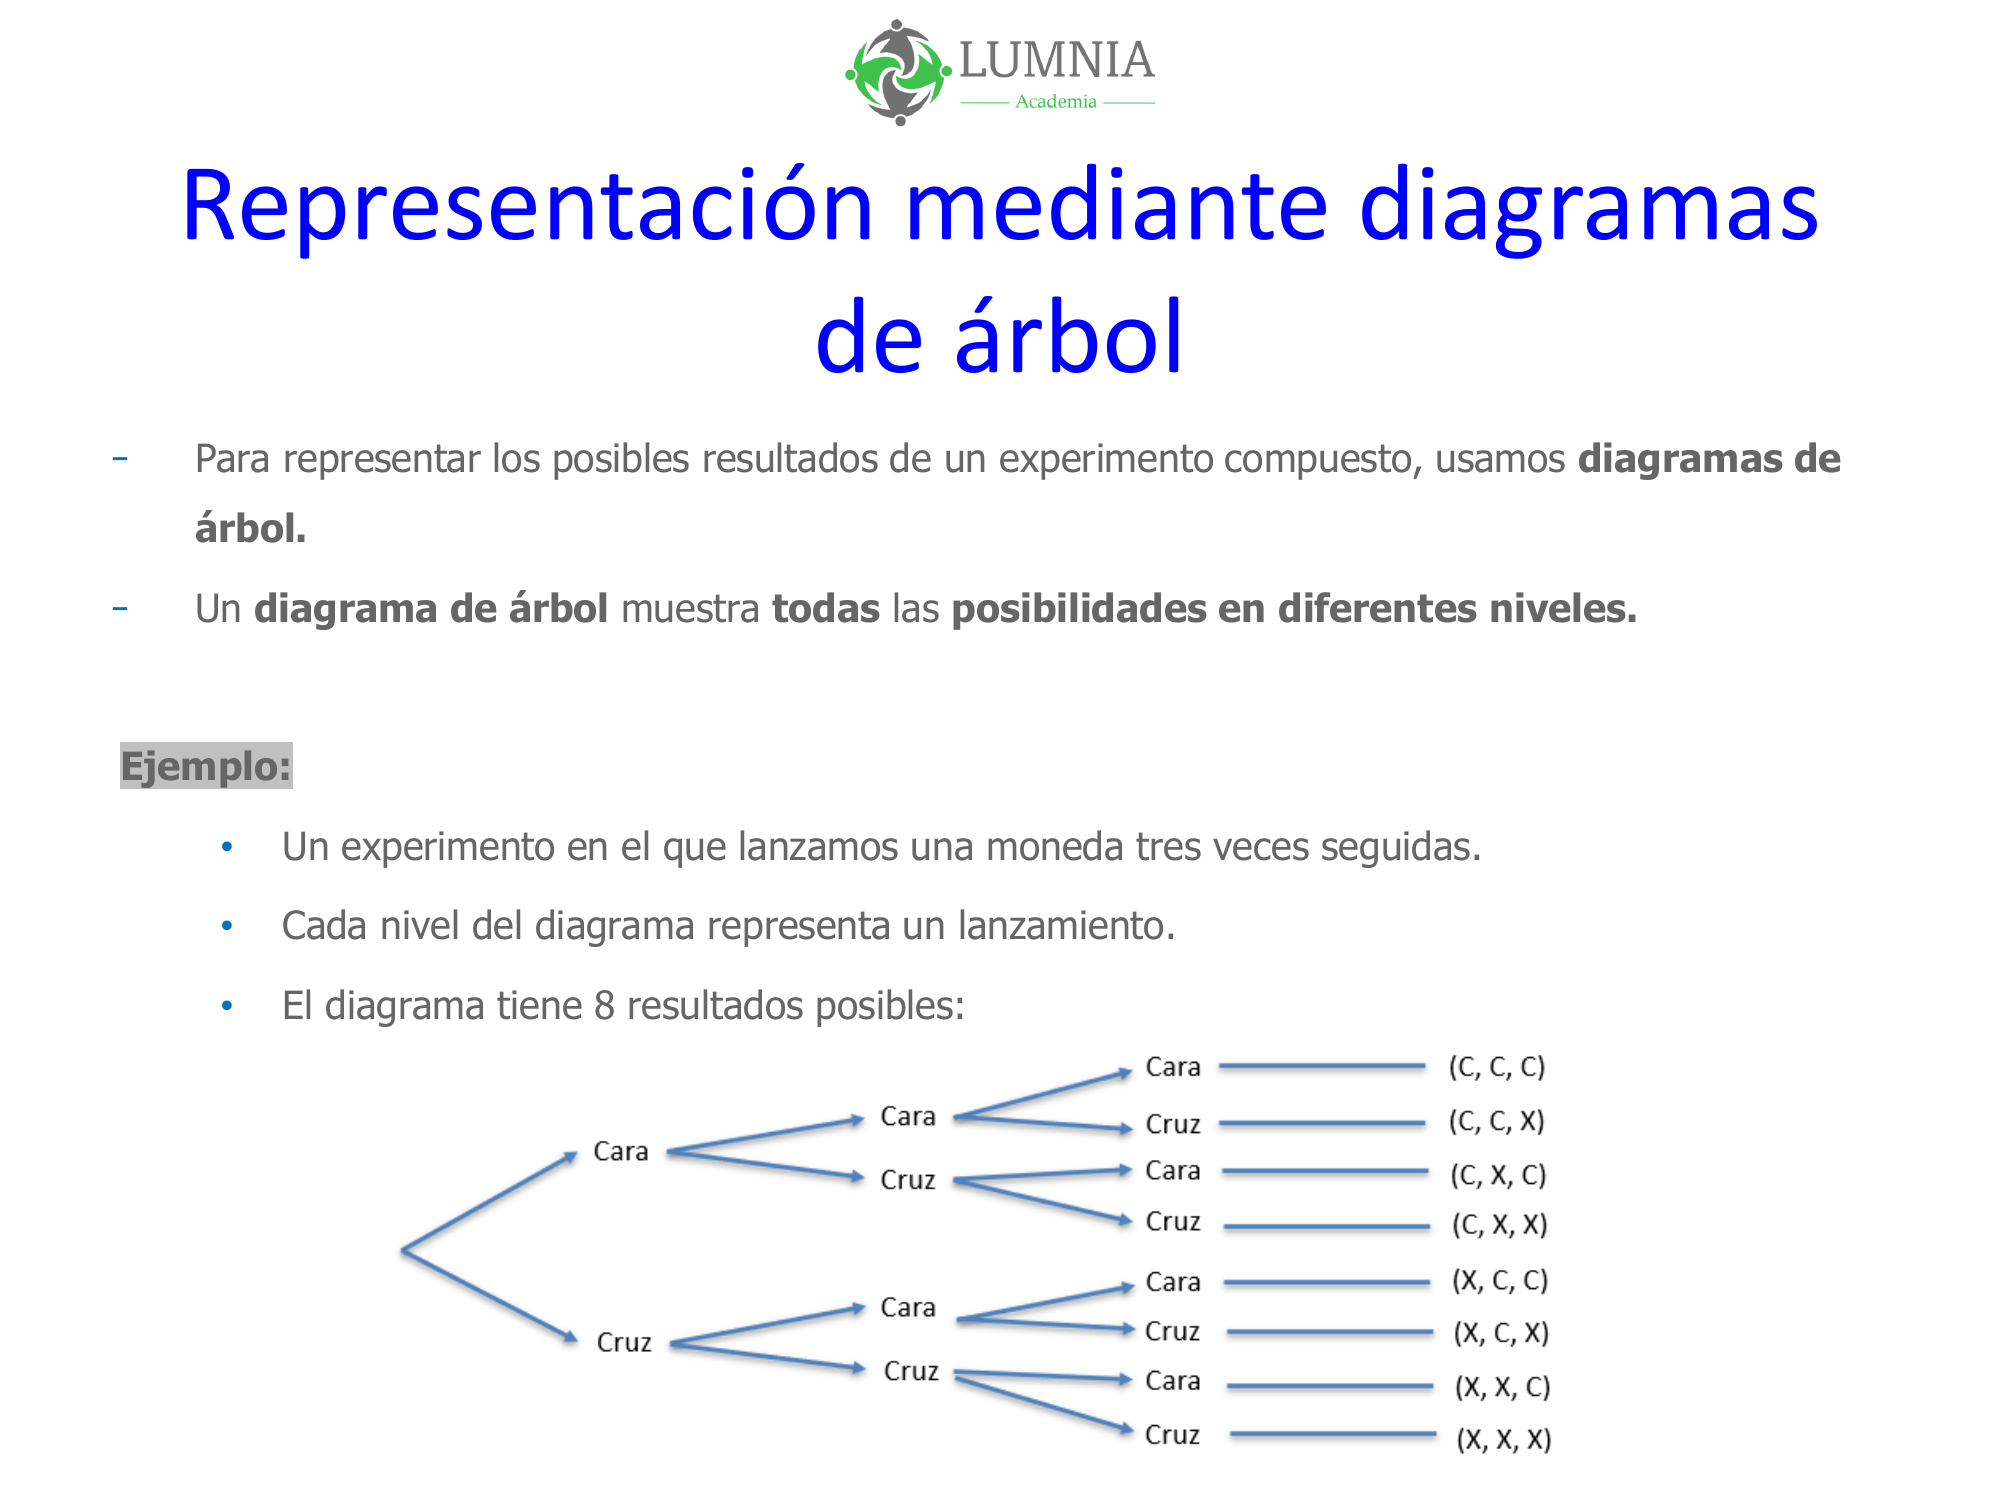 LUMNIA
Academia
Representación mediante diagramas
de árbol
- Para representar los posibles resultados de un experimento compuesto, usamos diagramas de
árbol.
- Un diagrama de árbol muestra todas las posibilidades en diferentes niveles.
Ejemplo:
• Un experimento en el que lanzamos una moneda tres veces seguidas.
• Cada nivel del diagrama representa un lanzamiento.
• El diagrama tiene 8 resultados posibles:
Cara (C, C, C)
Cara
Cruz (C, C, X)
Cara
Cara (C, X, C)
Cruz
Cruz (C, X, X)
Cara (X, C, C)
Cara
Cruz (X, C, X)
Cruz
Cruz
Cara (X, X, C)
Cruz (X, X, X)